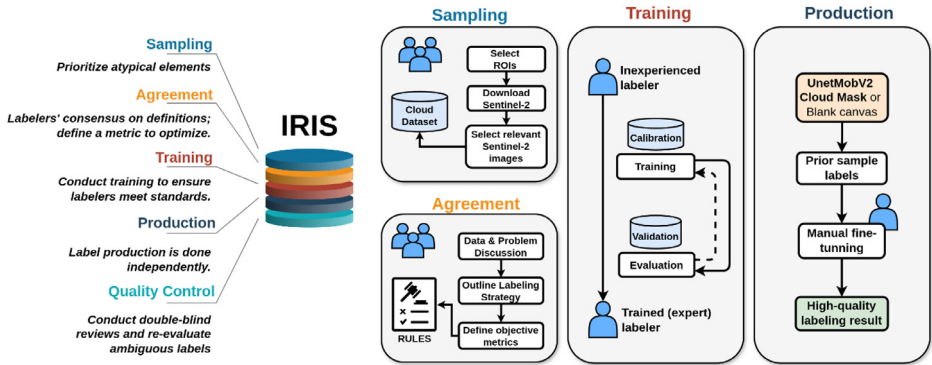 Sampling
Prioritize atypical elements
Agreement
Labelers' consensus on definitions;
define a metric to optimize.
Training
Conduct training to ensure
labelers meet standards.
Production
Label production is done
independently.
Quality Control
Conduct double-blind
reviews and re-evaluate
ambiguous labels
IRIS
Sampling
Select
ROIs
Download
Sentinel-2
Select relevant
Sentinel-2
images
Cloud
Dataset
Agreement
Data & Problem
Discussion
Outline Labeling
Strategy
Define objective
metrics
RULES
Training
Inexperienced
labeler
Calibration
Training
Validation
Evaluation
Trained (expert)
labeler
Production
UnetMobV2
Cloud Mask or
Blank canvas
Prior sample
labels
Manual fine-
tunning
High-quality
labeling result